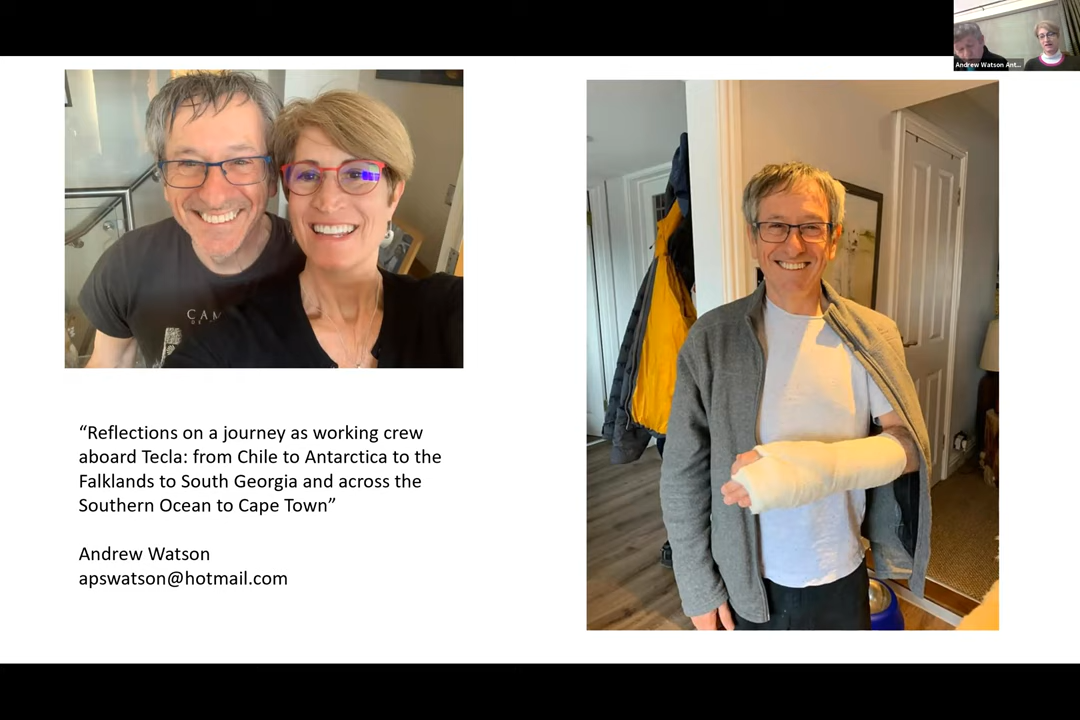 Andrew Watson Ant...
CAM
“Reflections on a journey as working crew
aboard Tecla: from Chile to Antarctica to the
Falklands to South Georgia and across the
Southern Ocean to Cape Town”
Andrew Watson
apswatson@hotmail.com